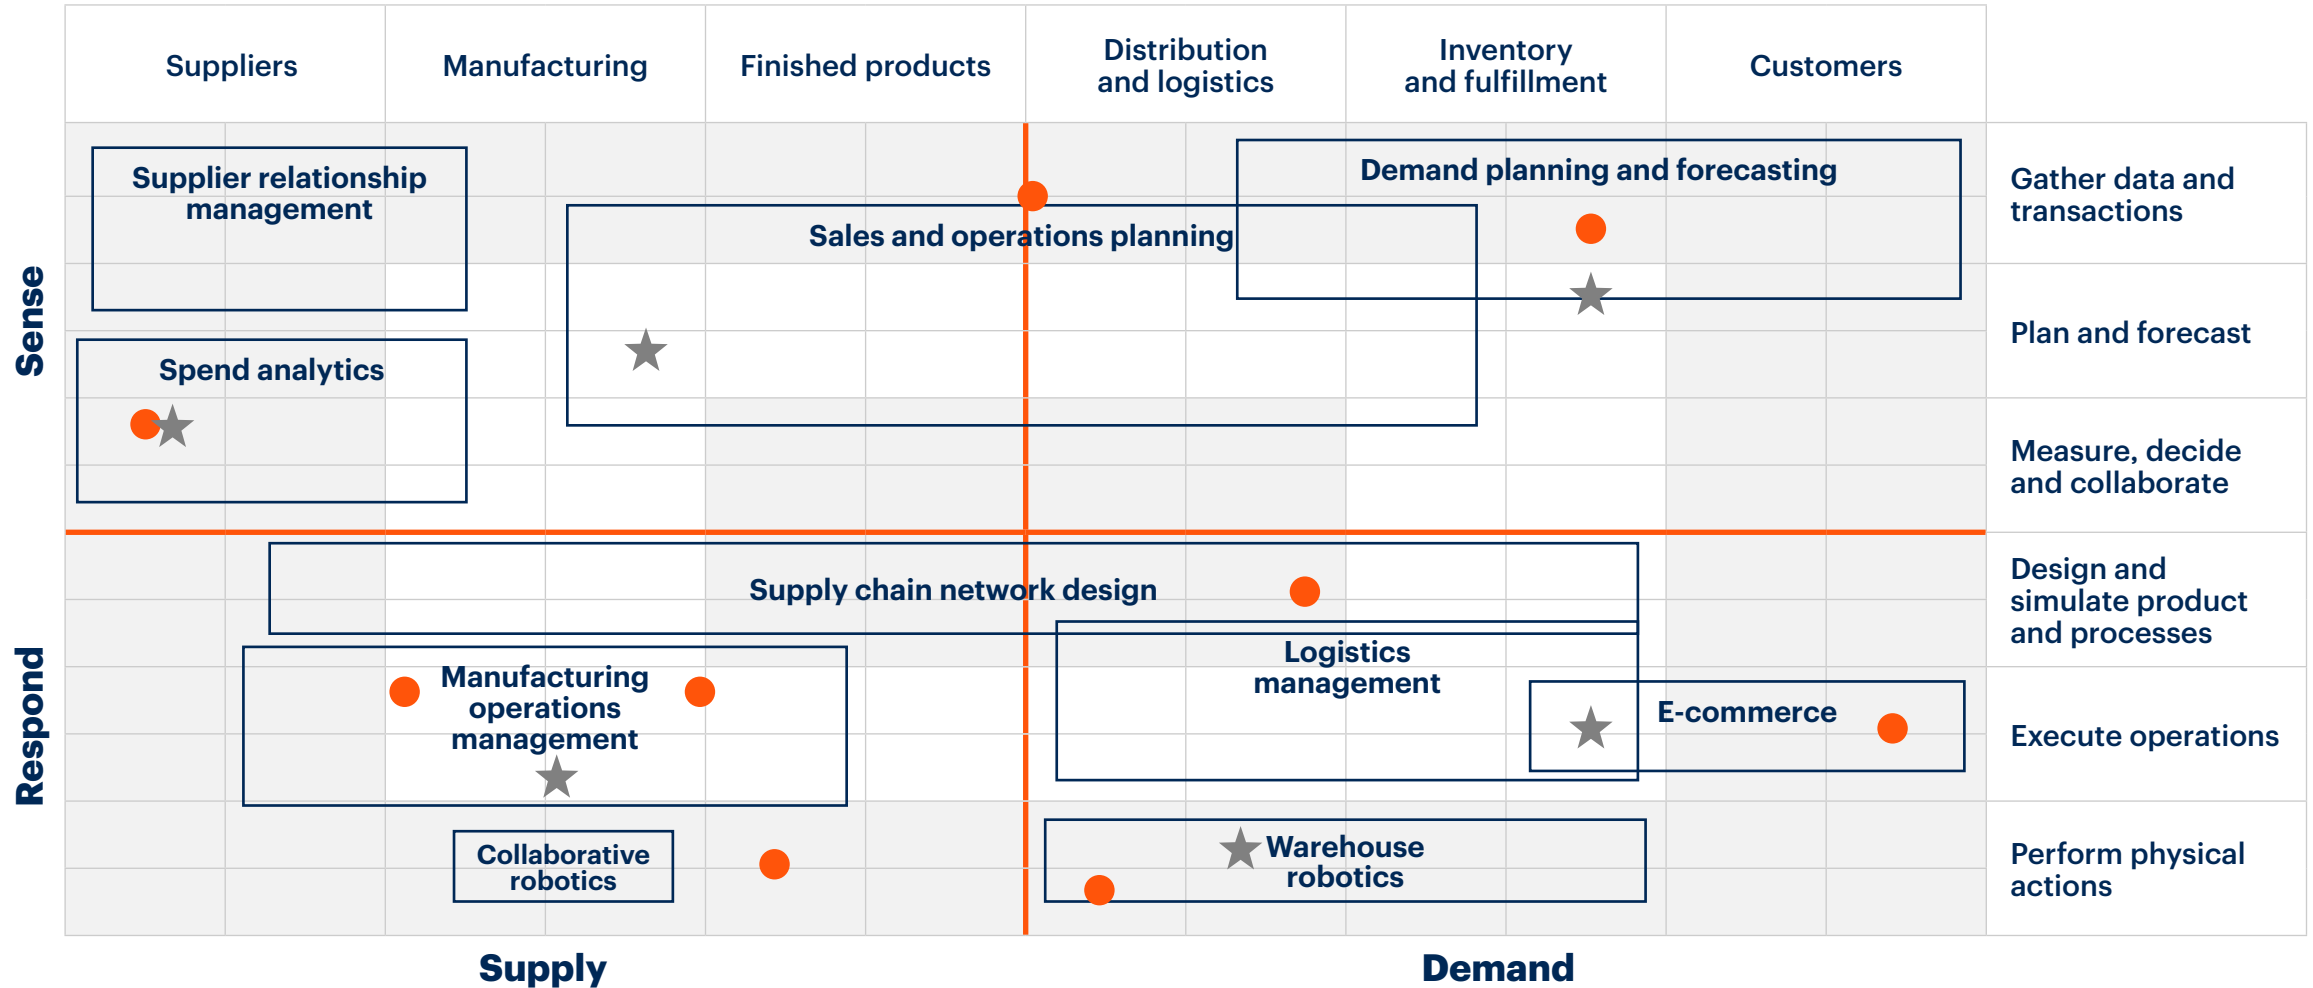 Suppliers
Manufacturing
Finished products
Distribution
and logistics
Inventory
and fulfillment
Customers
Sense
Supplier relationship
management
Demand planning and forecasting
Gather data and
transactions
Sales and operations planning
Plan and forecast
Spend analytics
Measure, decide
and collaborate
Respond
Supply chain network design
Design and
simulate product
and processes
Manufacturing
operations
management
Logistics
management
E-commerce
Execute operations
Collaborative
robotics
Warehouse
robotics
Perform physical
actions
Supply
Demand